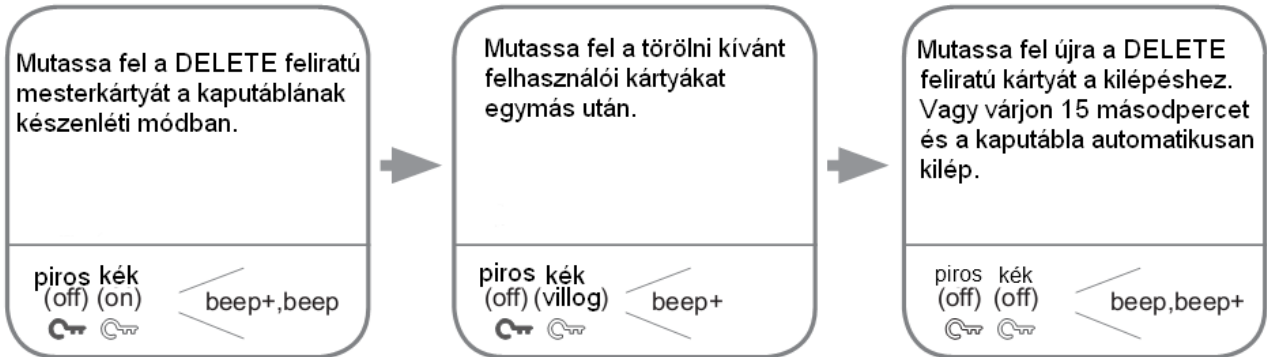 Mutassa fel a DELETE feliratú
mesterkártyát a kaputáblának
készenléti módban.
piros kék
(off) (on)
beep+,beep
Mutassa fel a törölni kívánt
felhasználói kártyákat
egymás után.
piros kék
(off) (villog)
beep+
Mutassa fel újra a DELETE
feliratú kártyát a kilépéshez.
Vagy várjon 15 másodpercet
és a kaputábla automatikusan
kilép.
piros kék
(off) (off)
beep,beep+